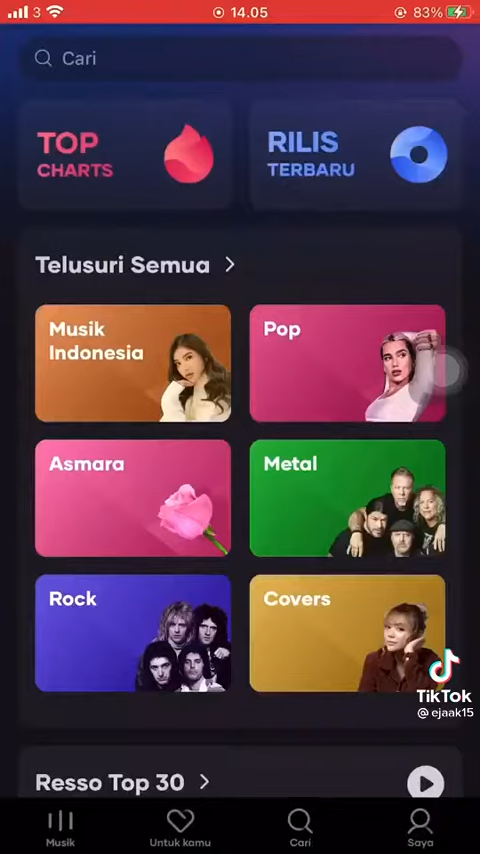 3 14.05 83%
Cari
TOP
CHARTS
RILIS
TERBARU
Telusuri Semua
Musik
Indonesia
Pop
Asmara
Metal
Rock
Covers
TikTok
@ejaak15
Resso Top 30
Musik
Untuk kamu
Cari
Saya